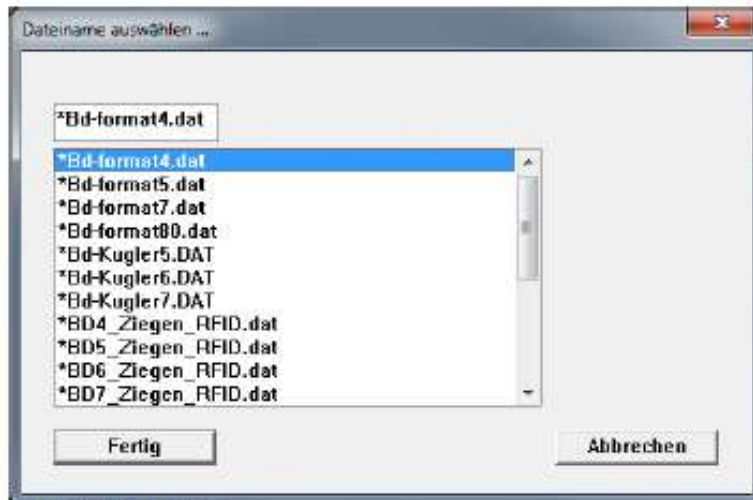 Dateiname auswählen ...
*Bd-format4.dat
*Bd-format4.dat
*Bd-format5.dat
*Bd-format7.dat
*Bd-format80.dat
*Bd-Kugler5.DAT
*Bd-Kugler6.DAT
*Bd-Kugler7.DAT
*BD4_Ziegen_RFID.dat
*BD5_Ziegen_RFID.dat
*BD6_Ziegen_RFID.dat
*BD7_Ziegen_RFID.dat
Fertig
Abbrechen